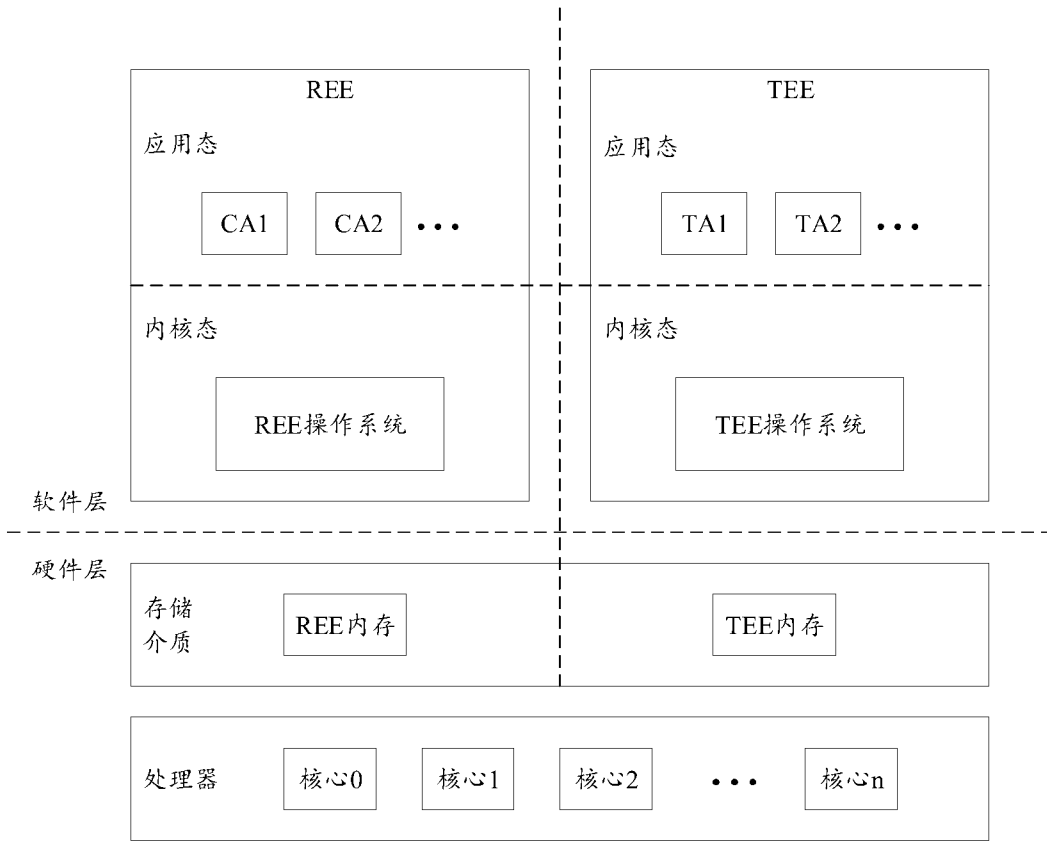 REE
TEE
应用态
应用态
CA1
CA2
•••
TA1
TA2
•••
内核态
内核态
REE操作系统
TEE操作系统
软件层
硬件层
存储
介质
REE内存
TEE内存
处理器
核心0
核心1
核心2
•••
核心n